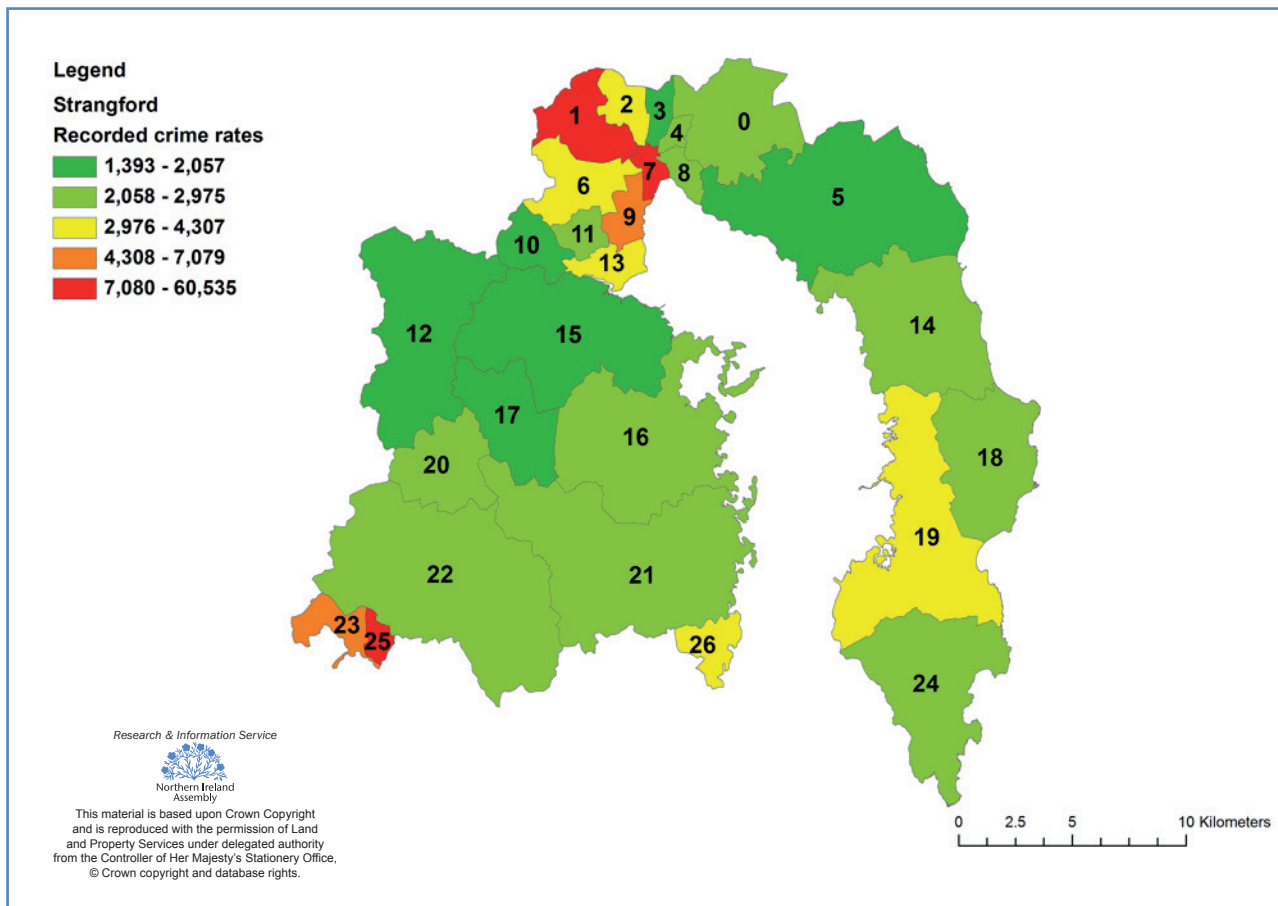 Legend
Strangford
Recorded crime rates
1,393 - 2,057
2,058 - 2,975
2,976 - 4,307
4,308 - 7,079
7,080 - 60,535
0
1
2
3
4
5
6
7
8
9
10
11
12
13
14
15
16
17
18
19
20
21
22
23
24
25
26
Research & Information Service
Northern Ireland
Assembly
This material is based upon Crown Copyright
and is reproduced with the permission of Land
and Property Services under delegated authority
from the Controller of Her Majesty's Stationery Office,
© Crown copyright and database rights.
0 2.5 5 10 Kilometers